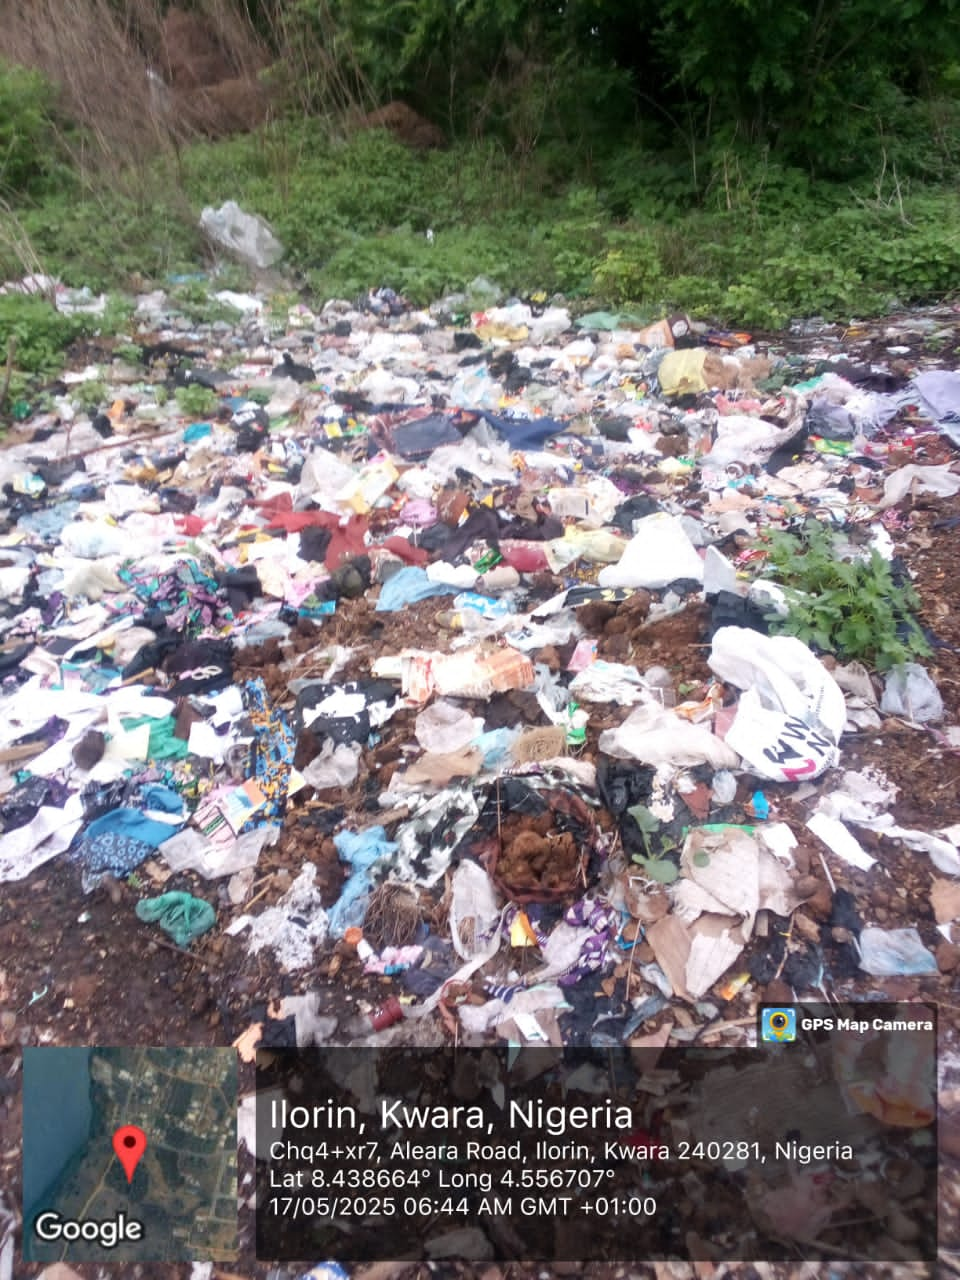 GPS Map Camera
Ilorin, Kwara, Nigeria
Chq4+xr7, Aleara Road, Ilorin, Kwara 240281, Nigeria
Lat 8.438664° Long 4.556707°
17/05/2025 06:44 AM GMT +01:00
Google